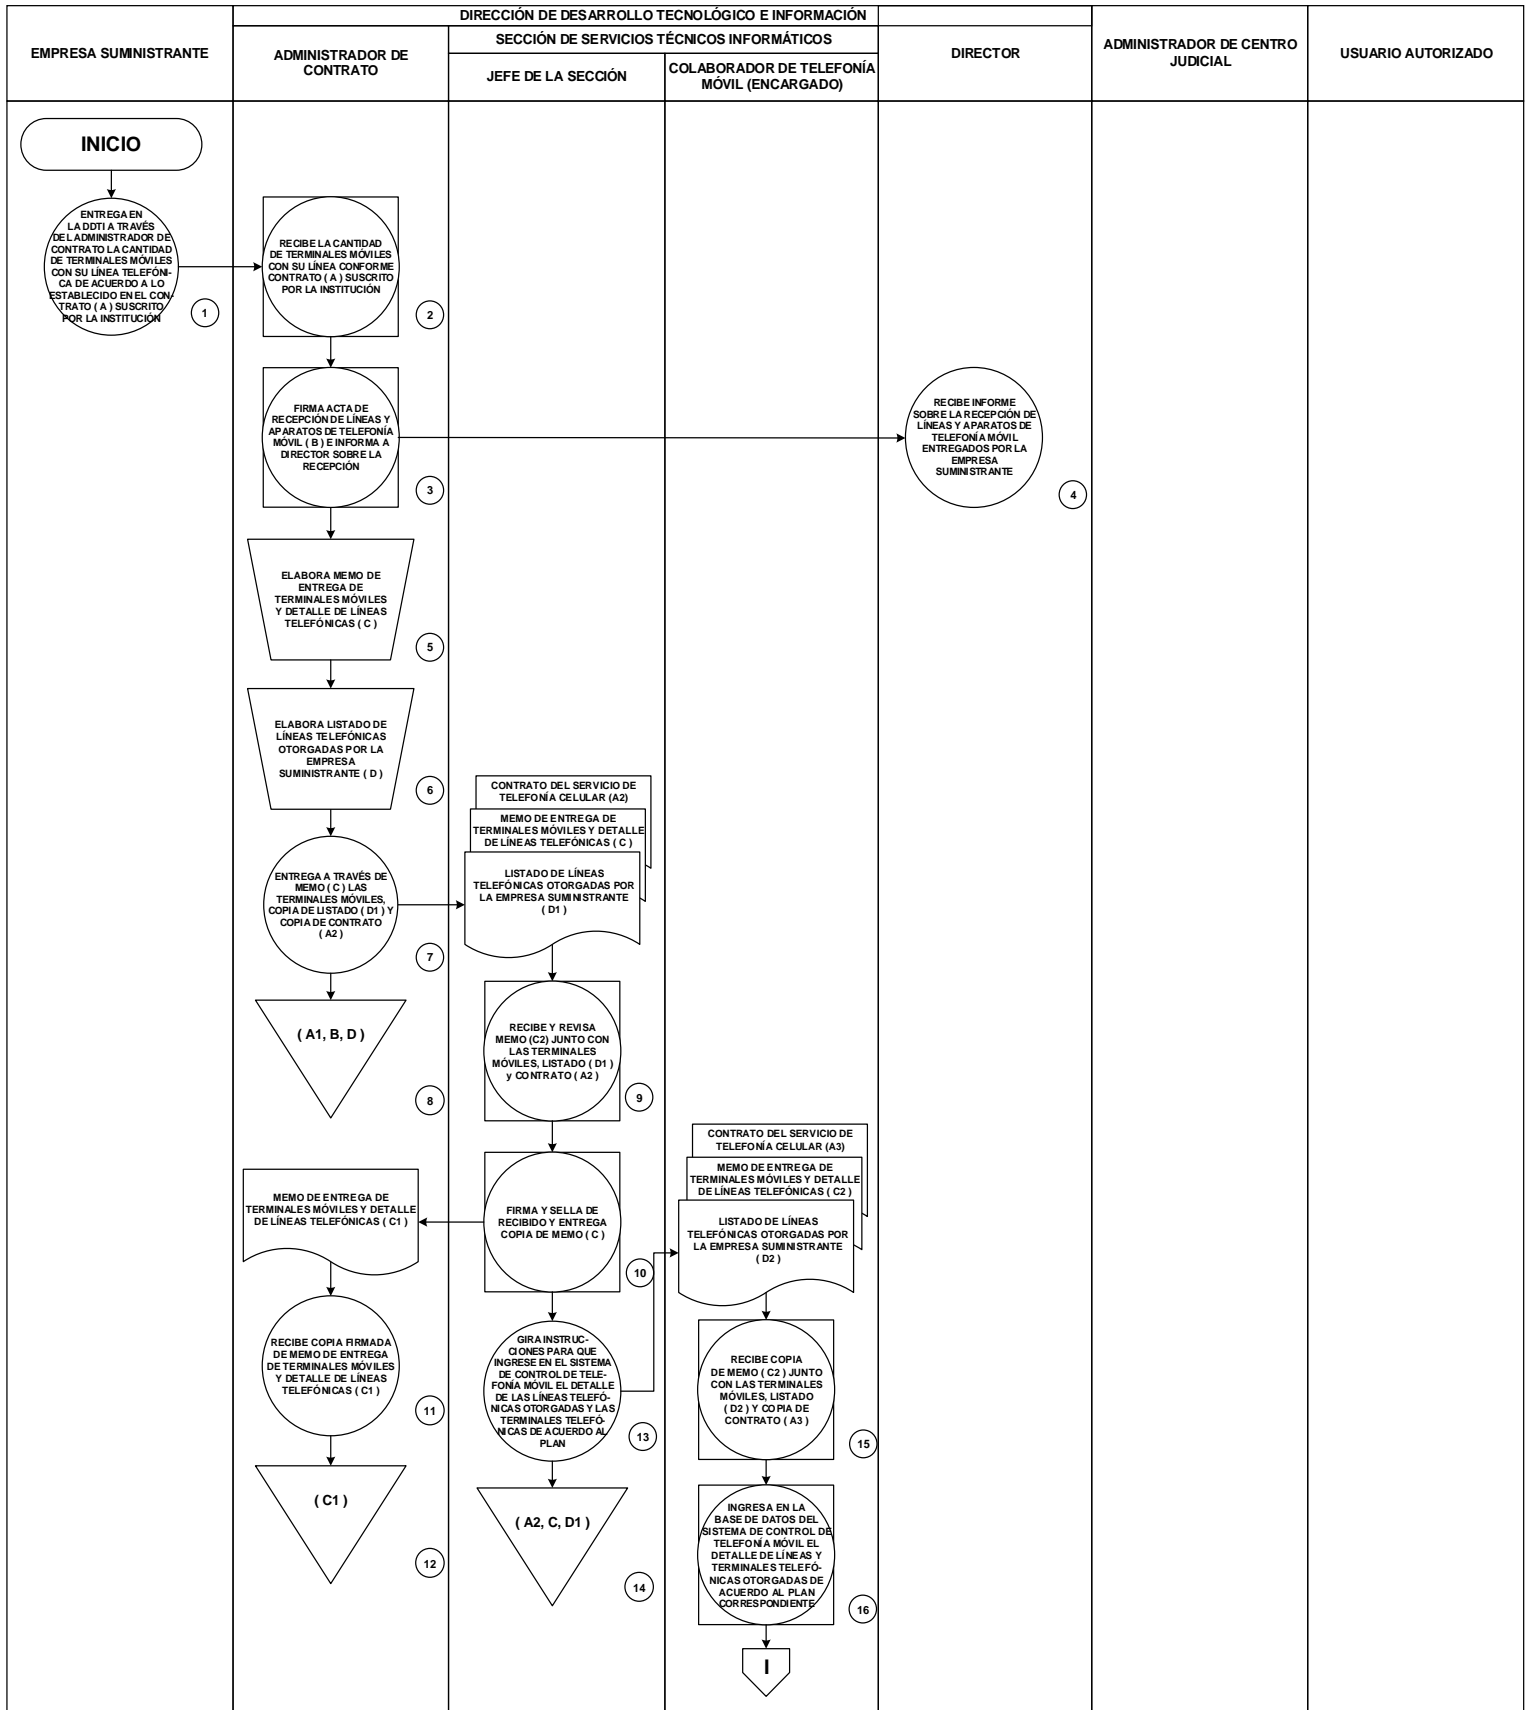 DIRECCIÓN DE DESARROLLO TECNOLÓGICO E INFORMACIÓN
EMPRESA SUMINISTRANTE
ADMINISTRADOR DE
CONTRATO
SECCIÓN DE SERVICIOS TÉCNICOS INFORMÁTICOS
JEFE DE LA SECCIÓN
COLABORADOR DE TELEFONÍA
MÓVIL (ENCARGADO)
DIRECTOR
ADMINISTRADOR DE CENTRO
JUDICIAL
USUARIO AUTORIZADO
INICIO
ENTREGA EN
LA DDTI A TRAVÉS
DEL ADMINISTRADOR DE
CONTRATO LA CANTIDAD
DE TERMINALES MÓVILES
CON SU LÍNEA TELEFÓNI-
CA DE ACUERDO A LO
ESTABLECIDO EN EL CON-
TRATO ( A ) SUSCRITO
POR LA INSTITUCIÓN
1
RECIBE LA CANTIDAD
DE TERMINALES MÓVILES
CON SU LÍNEA CONFORME
CONTRATO ( A ) SUSCRITO
POR LA INSTITUCIÓN
2
FIRMA ACTA DE
RECEPCIÓN DE LÍNEAS Y
APARATOS DE TELEFONÍA
MÓVIL ( B ) E INFORMA A
DIRECTOR SOBRE LA
RECEPCIÓN
3
RECIBE INFORME
SOBRE LA RECEPCIÓN DE
LÍNEAS Y APARATOS DE
TELEFONÍA MÓVIL
ENTREGADOS POR LA
EMPRESA
SUMINISTRANTE
4
ELABORA MEMO DE
ENTREGA DE
TERMINALES MÓVILES
Y DETALLE DE LÍNEAS
TELEFÓNICAS ( C )
5
ELABORA LISTADO DE
LÍNEAS TELEFÓNICAS
OTORGADAS POR LA
EMPRESA
SUMINISTRANTE ( D )
6
ENTREGA A TRAVÉS DE
MEMO ( C ) LAS
TERMINALES MÓVILES,
COPIA DE LISTADO ( D1 ) Y
COPIA DE CONTRATO
( A2 )
7
CONTRATO DEL SERVICIO DE
TELEFONÍA CELULAR (A2)
MEMO DE ENTREGA DE
TERMINALES MÓVILES Y DETALLE
DE LÍNEAS TELEFÓNICAS ( C )
LISTADO DE LÍNEAS
TELEFÓNICAS OTORGADAS POR
LA EMPRESA SUMINISTRANTE
( D1 )
( A1, B, D )
8
RECIBE Y REVISA
MEMO (C2) JUNTO CON
LAS TERMINALES
MÓVILES, LISTADO ( D1 )
y CONTRATO ( A2 )
9
FIRMA Y SELLA DE
RECIBIDO Y ENTREGA
COPIA DE MEMO ( C )
10
MEMO DE ENTREGA DE
TERMINALES MÓVILES Y DETALLE
DE LÍNEAS TELEFÓNICAS ( C1 )
RECIBE COPIA FIRMADA
DE MEMO DE ENTREGA
DE TERMINALES MÓVILES
Y DETALLE DE LÍNEAS
TELEFÓNICAS ( C1 )
11
( C1 )
12
GIRA INSTRUC-
CIONES PARA QUE
INGRESE EN EL SISTEMA
DE CONTROL DE TELE-
FONÍA MÓVIL EL DETALLE
DE LAS LÍNEAS TELEFÓ-
NICAS OTORGADAS Y LAS
TERMINALES TELEFÓ-
NICAS DE ACUERDO AL
PLAN
13
( A2, C, D1 )
14
CONTRATO DEL SERVICIO DE
TELEFONÍA CELULAR (A3)
MEMO DE ENTREGA DE
TERMINALES MÓVILES Y DETALLE
DE LÍNEAS TELEFÓNICAS ( C2 )
LISTADO DE LÍNEAS
TELEFÓNICAS OTORGADAS POR
LA EMPRESA SUMINISTRANTE
( D2 )
RECIBE COPIA
DE MEMO ( C2 ) JUNTO
CON LAS TERMINALES
MÓVILES, LISTADO
( D2 ) Y COPIA DE
CONTRATO ( A3 )
15
INGRESA EN LA
BASE DE DATOS DEL
SISTEMA DE CONTROL DE
TELEFONÍA MÓVIL EL
DETALLE DE LÍNEAS Y
TERMINALES TELEFÓ-
NICAS OTORGADAS DE
ACUERDO AL PLAN
CORRESPONDIENTE
16
I